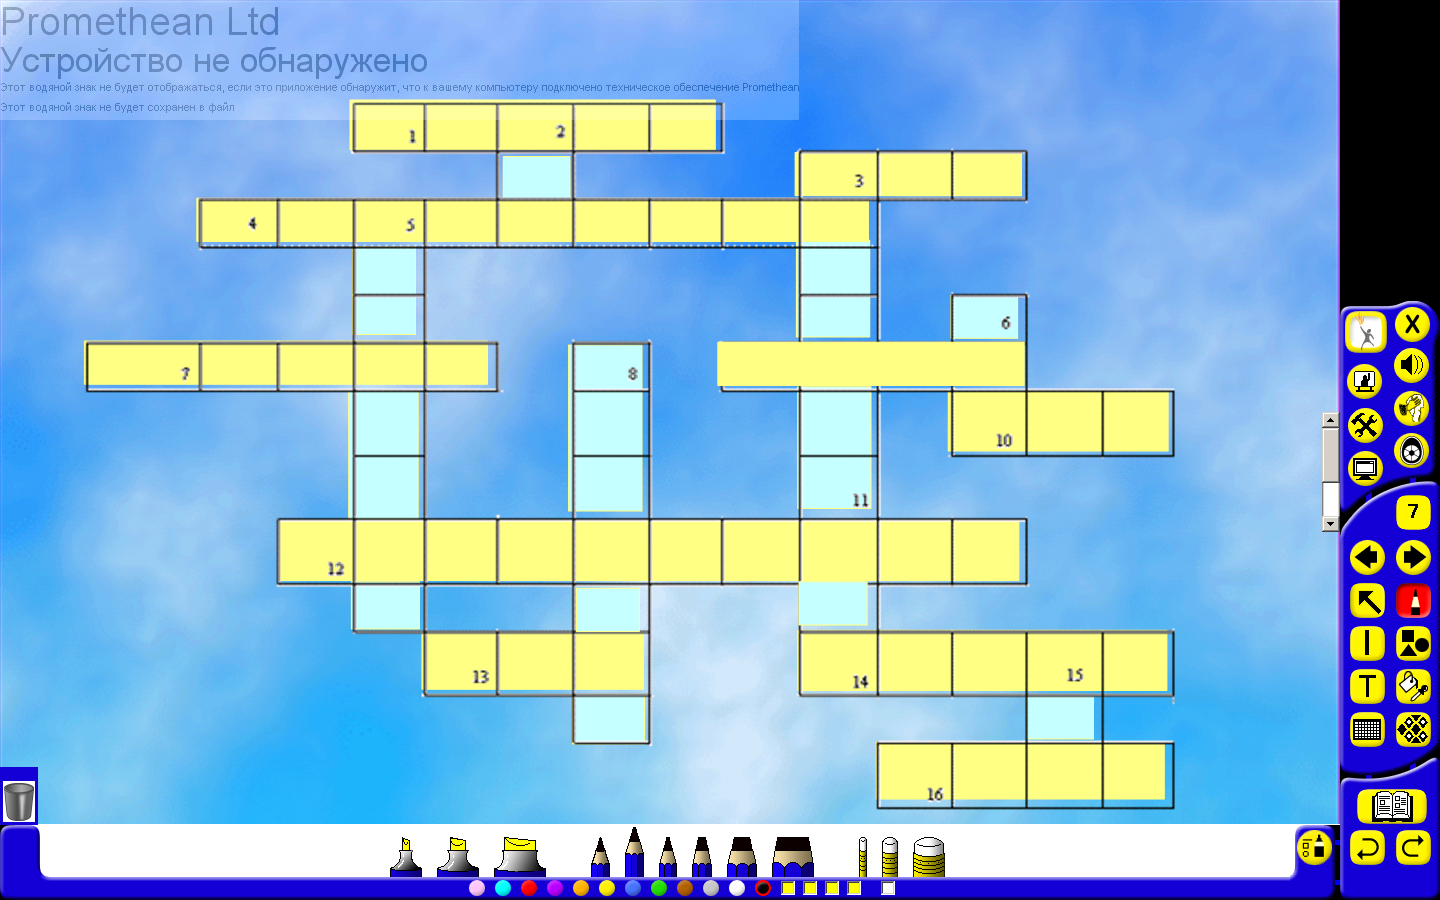 Promethean Ltd
Устройство не обнаружено
Этот водяной знак не будет отображаться, если это приложение обнаружит, что к вашему компьютеру подключено техническое обеспечение Promethean
Этот водяной знак не будет сохранен в файл
1 2
3
4 5
6
7 8
10
11
12
13 14 15
16
X
7
T